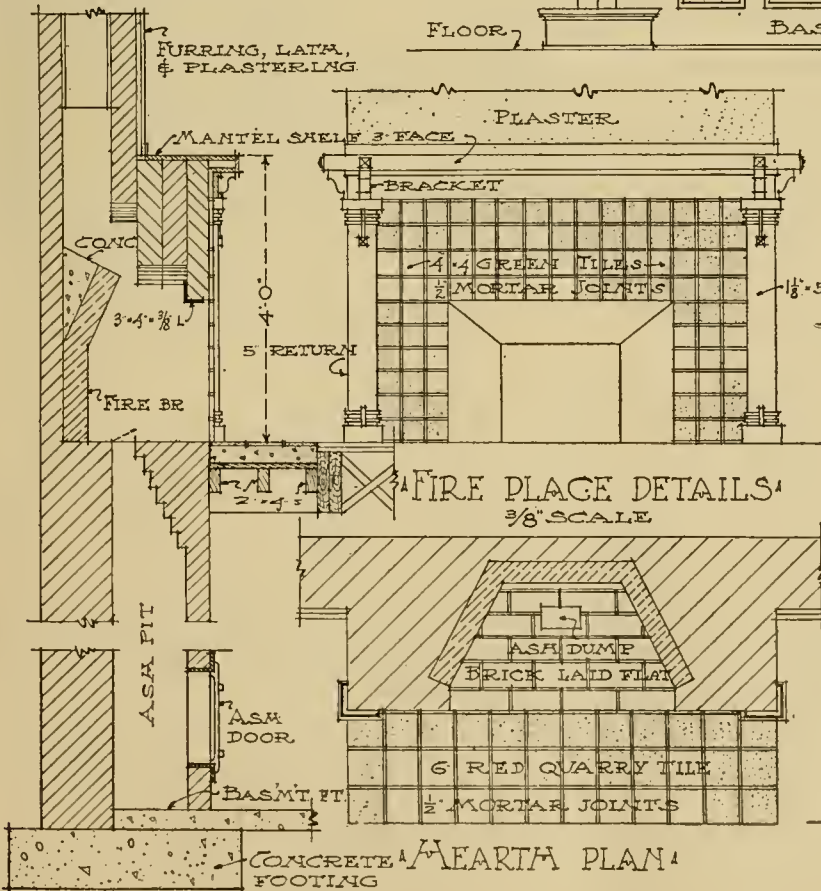 FLOOR
BAS
FURRING, LATH,
& PLASTERING
PLASTER
MANTEL SHELF 3" FACE
BRACKET
CONC
4"×4" GREEN TILES
1/2" MORTAR JOINTS
3"×4"×3/8" L
4'-0"
5" RETURN
FIRE BR
2"×4"S
FIRE PLACE DETAILS
3/8" SCALE
ASH PIT
ASH DUMP
BRICK LAID FLAT
ASH
DOOR
6" RED QUARRY TILE
1/2" MORTAR JOINTS
BAS'M'T. FT.
CONCRETE
FOOTING
HEARTH PLAN